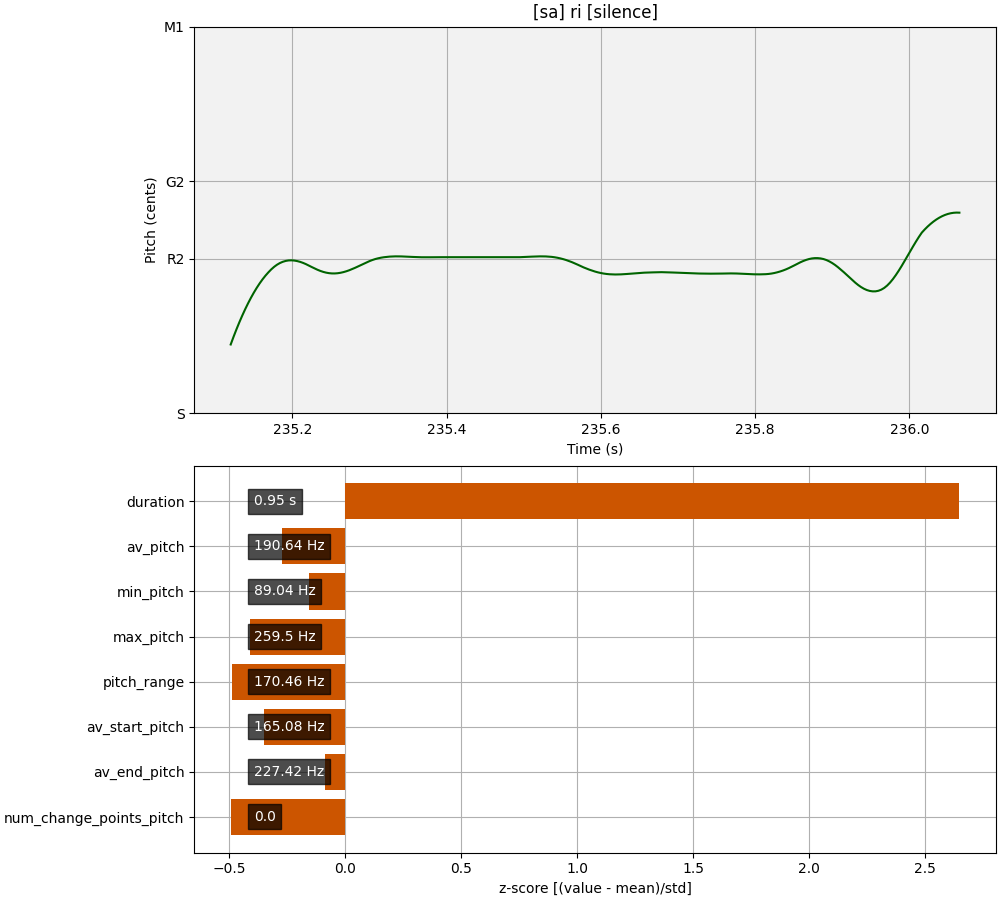 [sa] ri [silence]
M1
G2
R2
S
Pitch (cents)
235.2 235.4 235.6 235.8 236.0
Time (s)
duration 0.95 s
av_pitch 190.64 Hz
min_pitch 89.04 Hz
max_pitch 259.5 Hz
pitch_range 170.46 Hz
av_start_pitch 165.08 Hz
av_end_pitch 227.42 Hz
num_change_points_pitch 0.0
−0.5 0.0 0.5 1.0 1.5 2.0 2.5
z-score [(value - mean)/std]